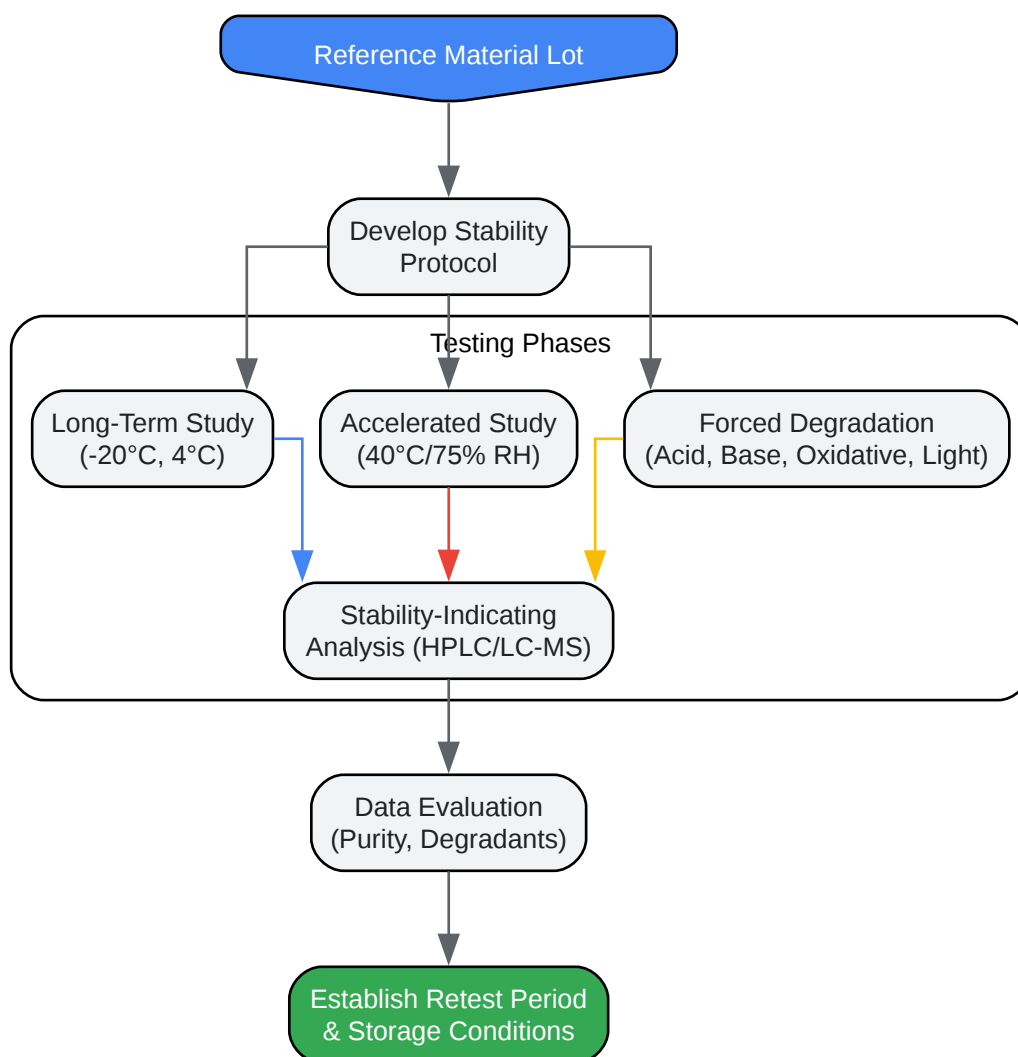 Reference Material Lot
Develop Stability
Protocol
Testing Phases
Long-Term Study
(-20°C, 4°C)
Accelerated Study
(40°C/75% RH)
Forced Degradation
(Acid, Base, Oxidative, Light)
Stability-Indicating
Analysis (HPLC/LC-MS)
Data Evaluation
(Purity, Degradants)
Establish Retest Period
& Storage Conditions